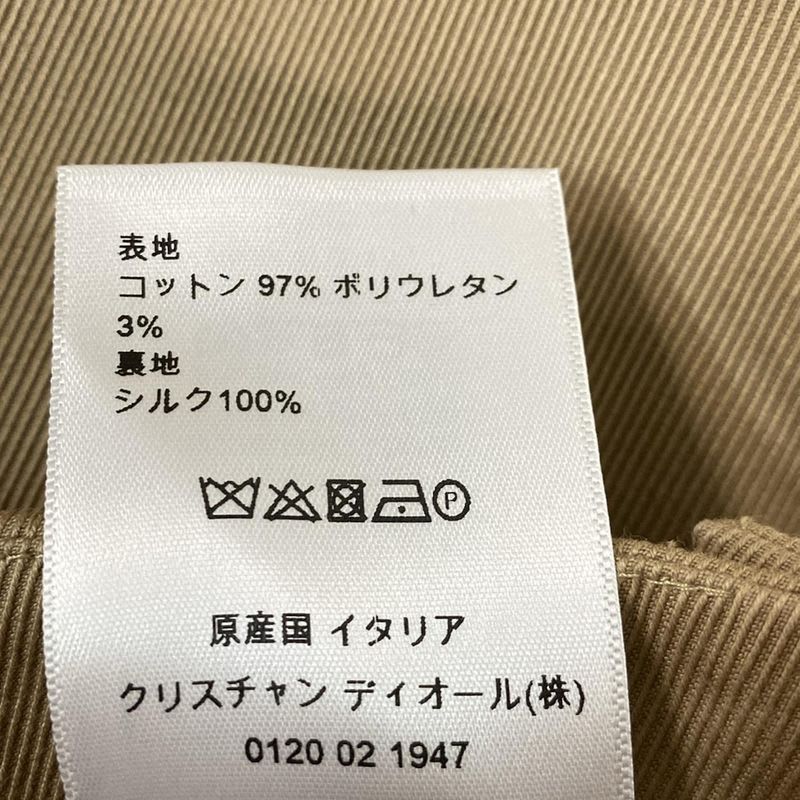 表地
コットン 97% ポリウレタン
3%
裏地
シルク100%
P
原産国 イタリア
クリスチャン ディオール(株)
0120 02 1947